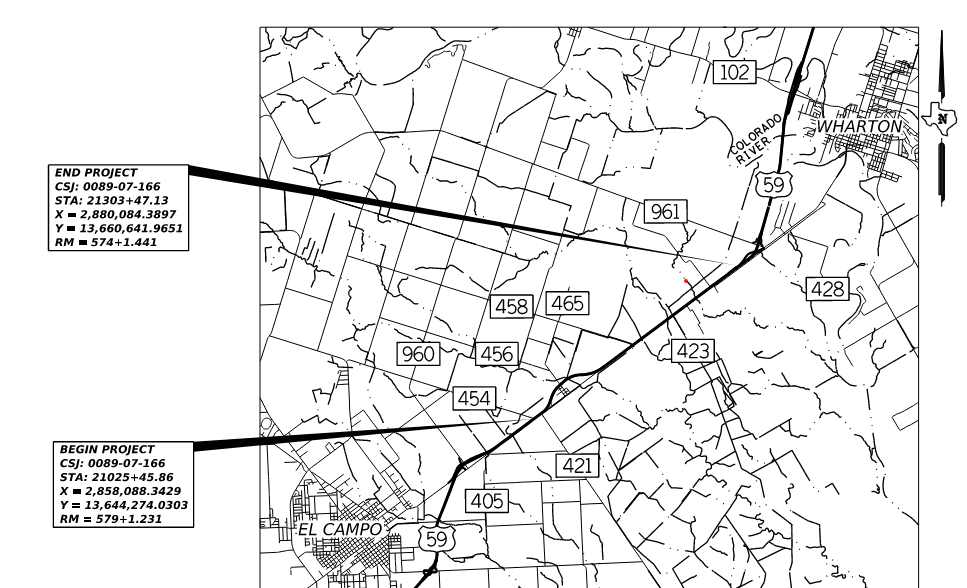 102
WHARTON
COLORADO
RIVER
N
59
END PROJECT
CSJ: 0089-07-166
STA: 21303+47.13
X = 2,880,084.3897
Y = 13,660,641.9651
RM = 574+1.441
961
428
458
465
960
456
423
454
BEGIN PROJECT
CSJ: 0089-07-166
STA: 21025+45.86
X = 2,858,088.3429
Y = 13,644,274.0303
RM = 579+1.231
421
405
EL CAMPO
59